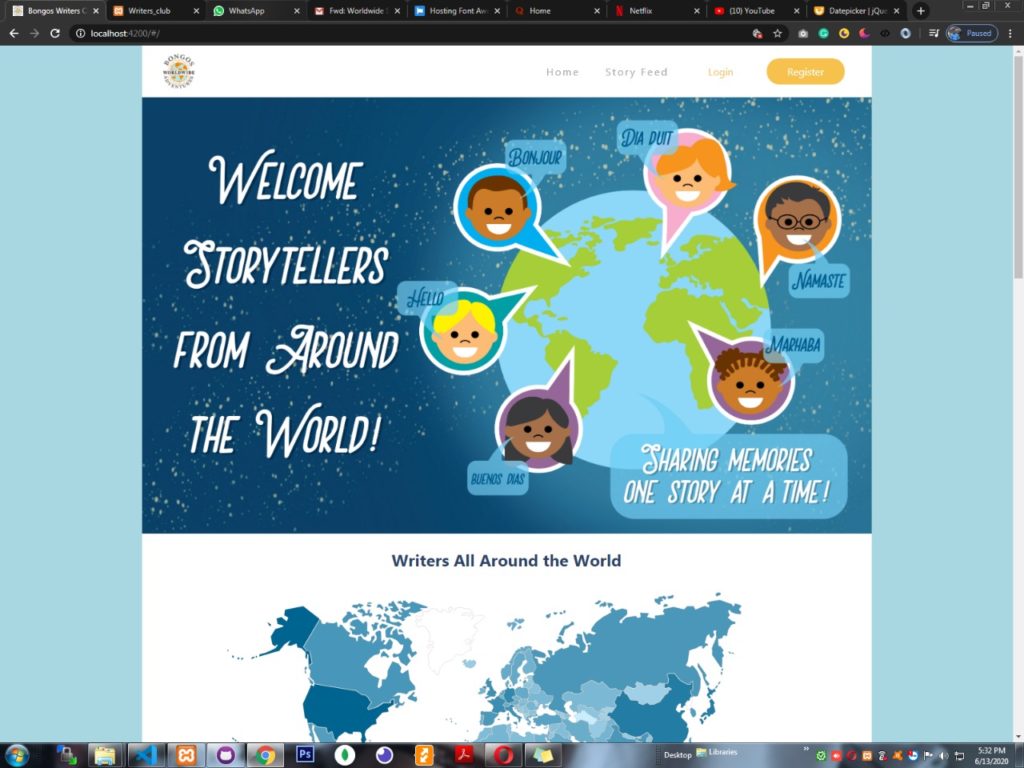 Bongos Writers C
Writers_club
WhatsApp
Fwd: Worldwide S
Hosting Font Aw
Home
Netflix
(10) YouTube
Datepicker | jQue
localhost:4200/#/
Paused
BONGOS
WORLDWIDE
ADVENTURES
Home
Story Feed
Login
Register
WELCOME
STORYTELLERS
FROM AROUND
THE WORLD!
BONJOUR
DIA DUIT
NAMASTE
HELLO
MARHABA
BUENOS DIAS
SHARING MEMORIES
ONE STORY AT A TIME!
Writers All Around the World
Ps
Desktop
Libraries
5:32 PM
6/13/2020